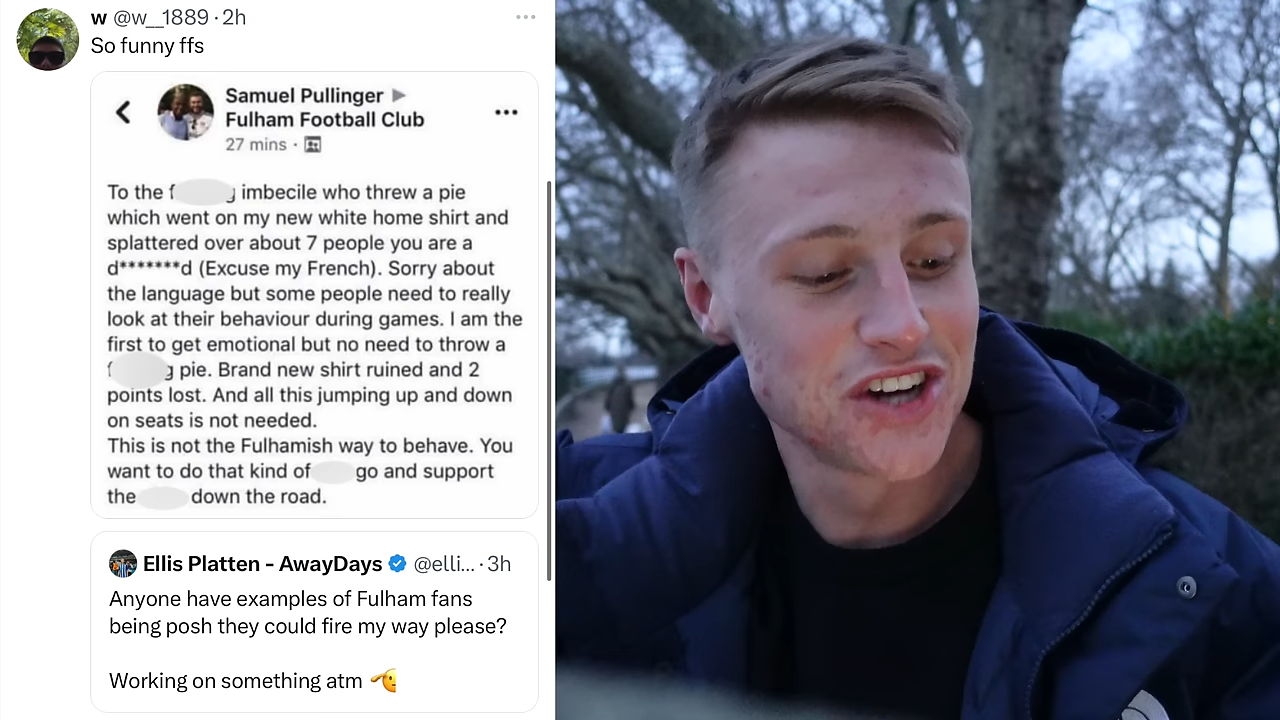 w @w__1889 · 2h
So funny ffs
Samuel Pullinger ▶
Fulham Football Club
27 mins ·
To the f g imbecile who threw a pie
which went on my new white home shirt and
splattered over about 7 people you are a
d*******d (Excuse my French). Sorry about
the language but some people need to really
look at their behaviour during games. I am the
first to get emotional but no need to throw a
f g pie. Brand new shirt ruined and 2
points lost. And all this jumping up and down
on seats is not needed.
This is not the Fulhamish way to behave. You
want to do that kind of go and support
the down the road.
Ellis Platten - AwayDays @elli... · 3h
Anyone have examples of Fulham fans
being posh they could fire my way please?
Working on something atm